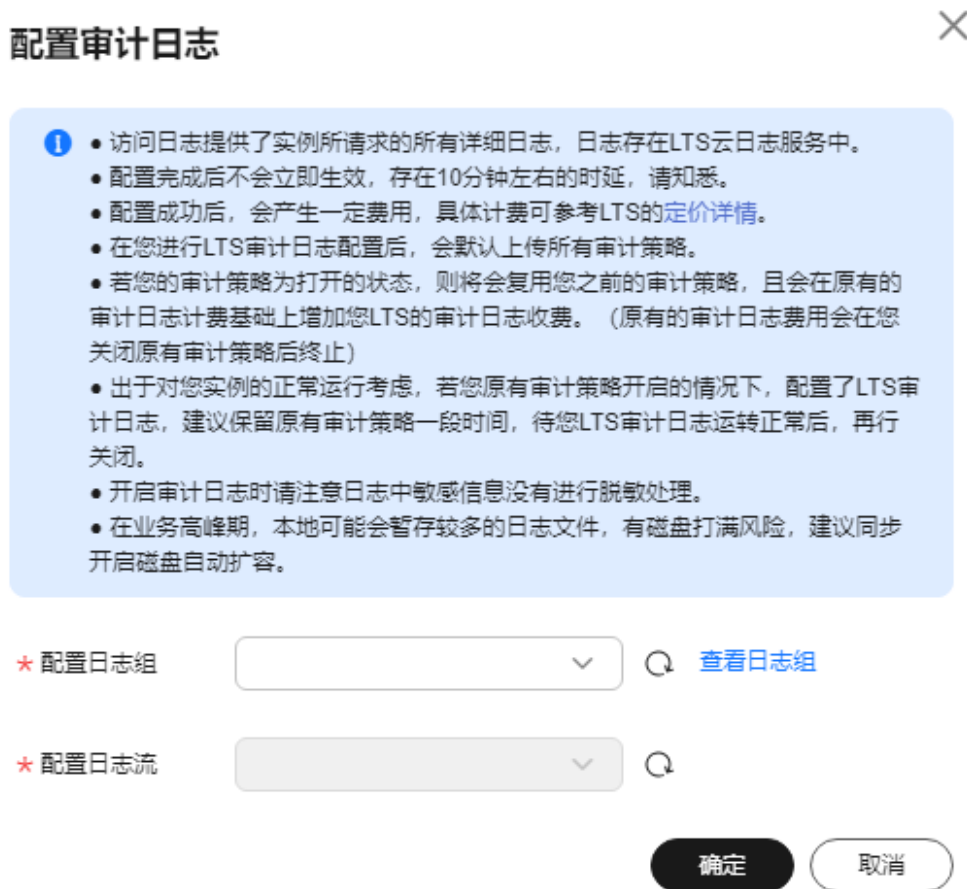 配置审计日志
● 访问日志提供了实例所请求的所有详细日志，日志存在LTS云日志服务中。
● 配置完成后不会立即生效，存在10分钟左右的时延，请知悉。
● 配置成功后，会产生一定费用，具体计费可参考LTS的定价详情。
● 在您进行LTS审计日志配置后，会默认上传所有审计策略。
● 若您的审计策略为打开的状态，则将会复用您之前的审计策略，且会在原有的
审计日志计费基础上增加您LTS的审计日志收费。（原有的审计日志费用会在您
关闭原有审计策略后终止）
● 出于对您实例的正常运行考虑，若您原有审计策略开启的情况下，配置了LTS审
计日志，建议保留原有审计策略一段时间，待您LTS审计日志运转正常后，再行
关闭。
● 开启审计日志时请注意日志中敏感信息没有进行脱敏处理。
● 在业务高峰期，本地可能会暂存较多的日志文件，有磁盘打满风险，建议同步
开启磁盘自动扩容。
* 配置日志组 查看日志组
* 配置日志流
确定 取消